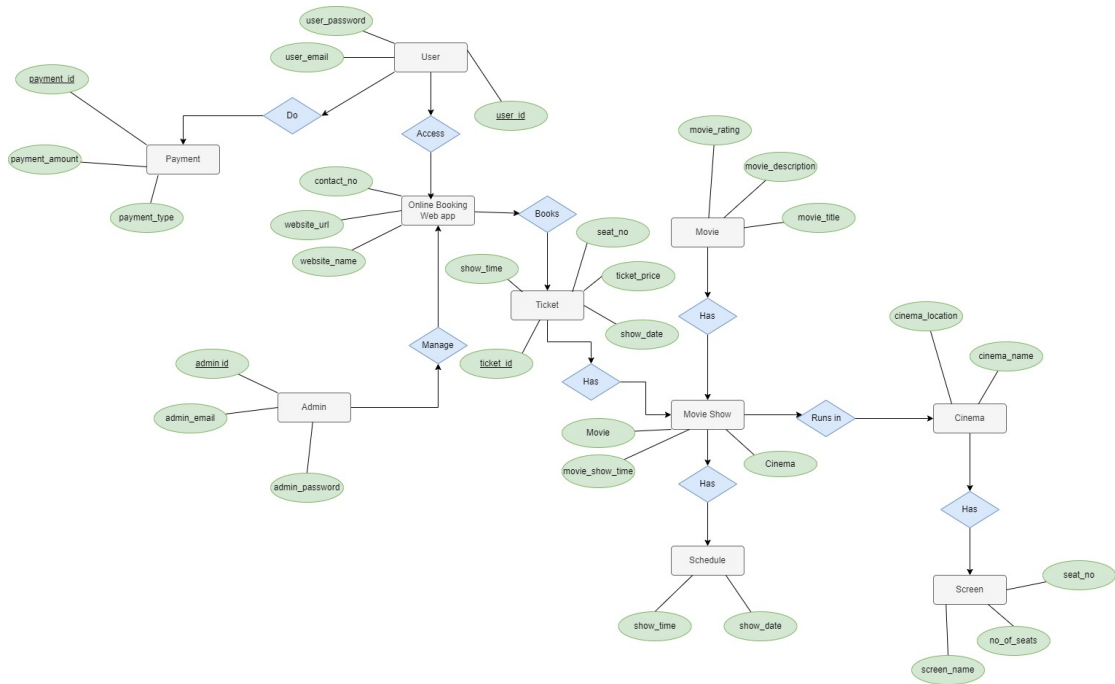 user_password
user_email
User
payment_id
user_id
Do
Access
payment_amount
Payment
payment_type
contact_no
Online Booking
Web app
website_url
website_name
Books
movie_rating
movie_description
movie_title
Movie
seat_no
show_time
ticket_price
Ticket
show_date
ticket_id
Manage
Has
Has
admin id
admin_email
Admin
admin_password
Movie Show
Movie
movie_show_time
Cinema
Runs in
cinema_location
cinema_name
Cinema
Has
Has
Schedule
show_time
show_date
Screen
seat_no
no_of_seats
screen_name